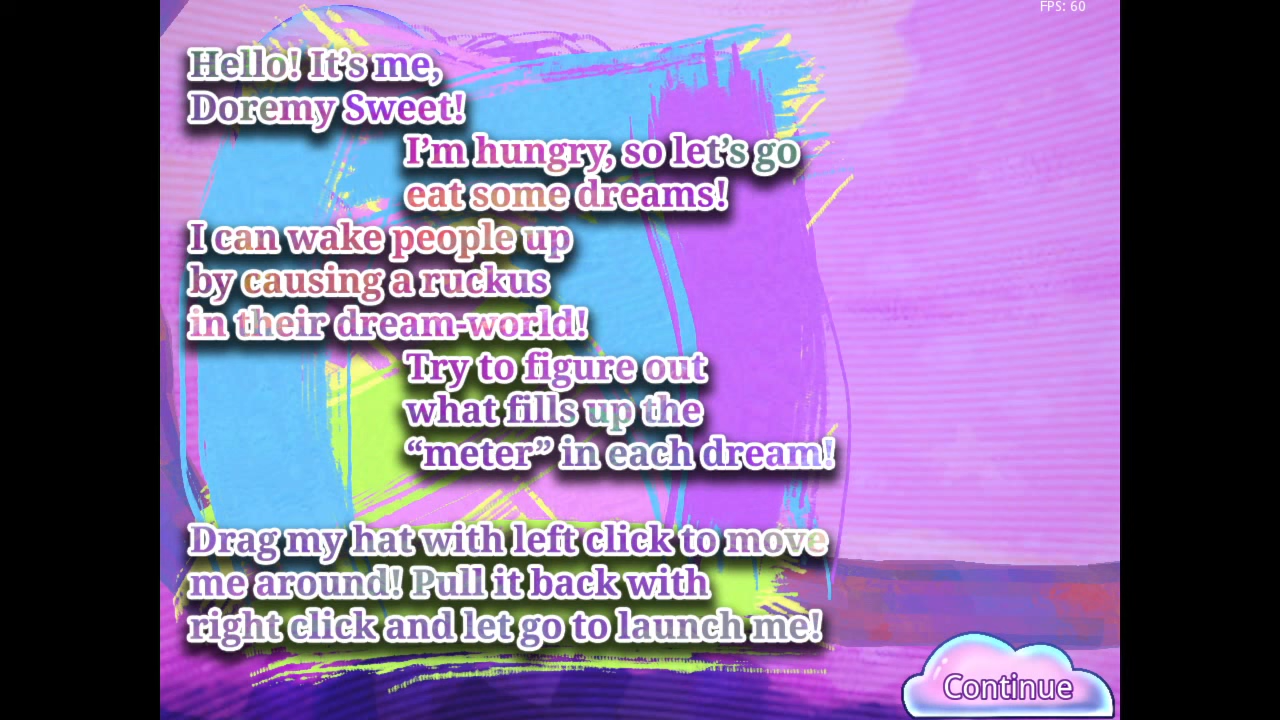 FPS: 60
Hello! It’s me,
Doremy Sweet!
I’m hungry, so let’s go
eat some dreams!
I can wake people up
by causing a ruckus
in their dream-world!
Try to figure out
what fills up the
“meter” in each dream!
Drag my hat with left click to move
me around! Pull it back with
right click and let go to launch me!
Continue